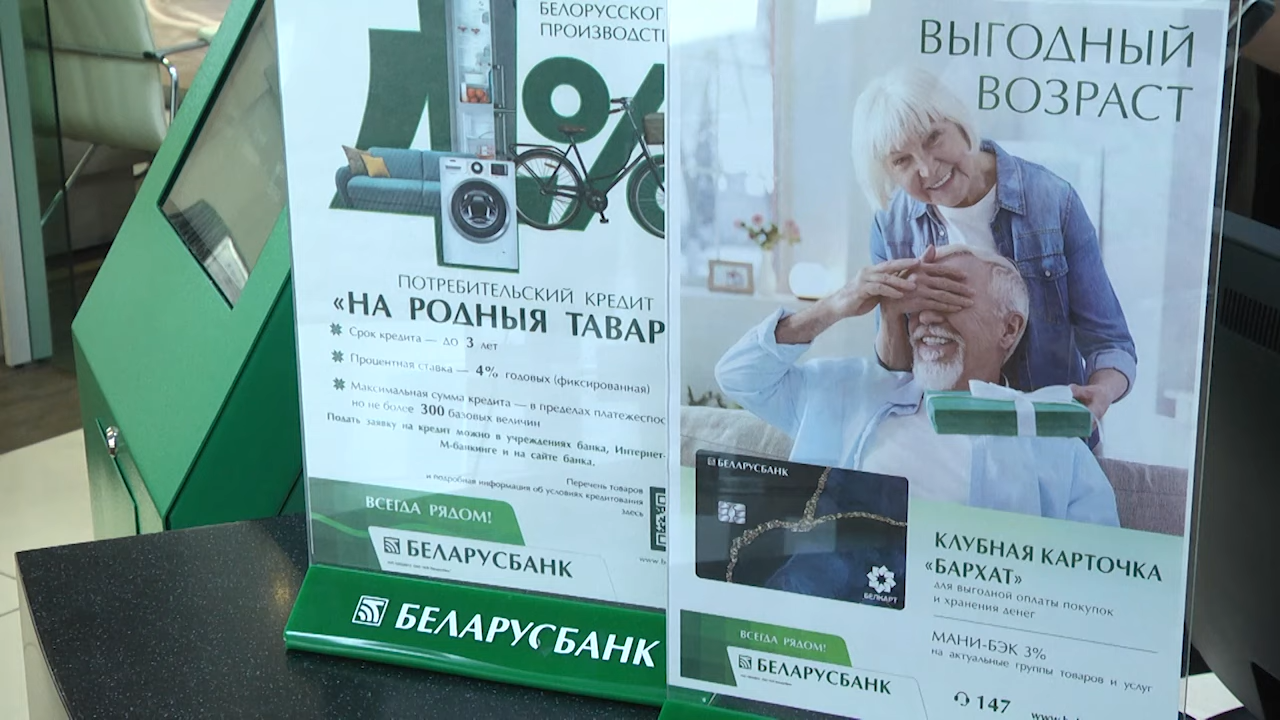 БЕЛОРУССКОГ
ПРОИЗВОДСТ
4%
ПОТРЕБИТЕЛЬСКИЙ КРЕДИТ
«НА РОДНЫЯ ТАВАР
Срок кредита — до 3 лет
Процентная ставка — 4% годовых (фиксированная)
Максимальная сумма кредита — в пределах платежеспос
но не более 300 базовых величин
Подать заявку на кредит можно в учреждениях банка, Интернет-
М-банкинге и на сайте банка.
Перечень товаров
и подробная информация об условиях кредитования
здесь
ВСЕГДА РЯДОМ!
БЕЛАРУСБАНК
БЕЛАРУСБАНК
ВЫГОДНЫЙ
ВОЗРАСТ
БЕЛАРУСБАНК
БЕЛКАРТ
КЛУБНАЯ КАРТОЧКА
«БАРХАТ»
для выгодной оплаты покупок
и хранения денег
МАНИ-БЭК 3%
на актуальные группы товаров и услуг
147
ВСЕГДА РЯДОМ!
БЕЛАРУСБАНК